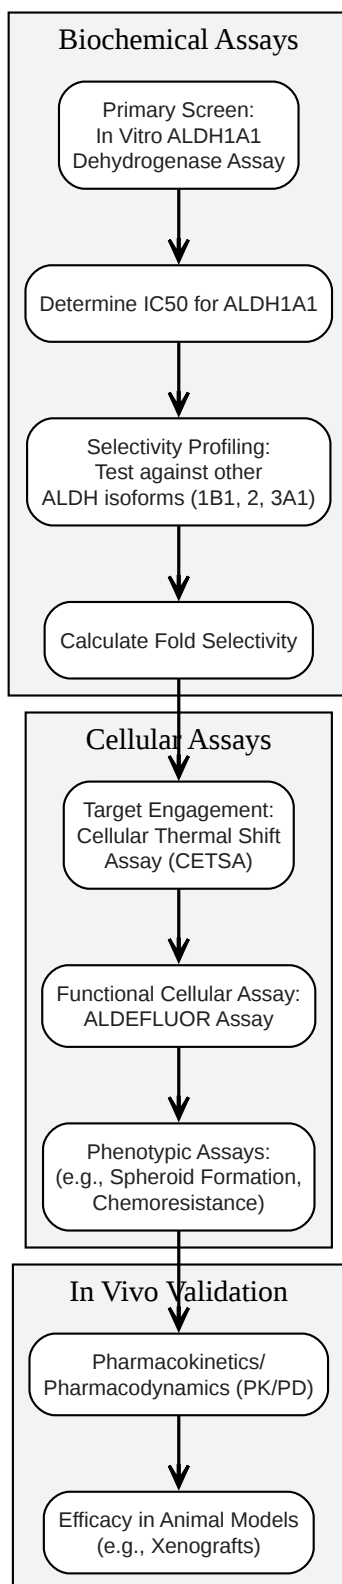 Biochemical Assays
Primary Screen:
In Vitro ALDH1A1
Dehydrogenase Assay
Determine IC50 for ALDH1A1
Selectivity Profiling:
Test against other
ALDH isoforms (1B1, 2, 3A1)
Calculate Fold Selectivity
Cellular Assays
Target Engagement:
Cellular Thermal Shift
Assay (CETSA)
Functional Cellular Assay:
ALDEFLUOR Assay
Phenotypic Assays:
(e.g., Spheroid Formation,
Chemoresistance)
In Vivo Validation
Pharmacokinetics/
Pharmacodynamics (PK/PD)
Efficacy in Animal Models
(e.g., Xenografts)